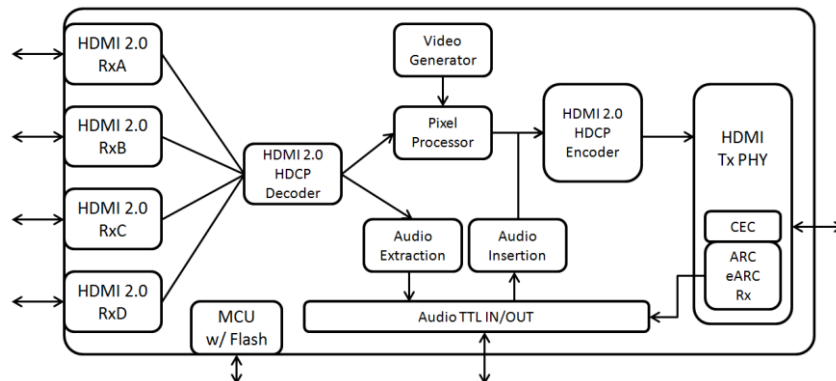 HDMI 2.0
RxA
HDMI 2.0
RxB
HDMI 2.0
RxC
HDMI 2.0
RxD
HDMI 2.0
HDCP
Decoder
Video
Generator
Pixel
Processor
Audio
Extraction
Audio
Insertion
HDMI 2.0
HDCP
Encoder
HDMI
Tx PHY
CEC
ARC
eARC
Rx
MCU
w/ Flash
Audio TTL IN/OUT